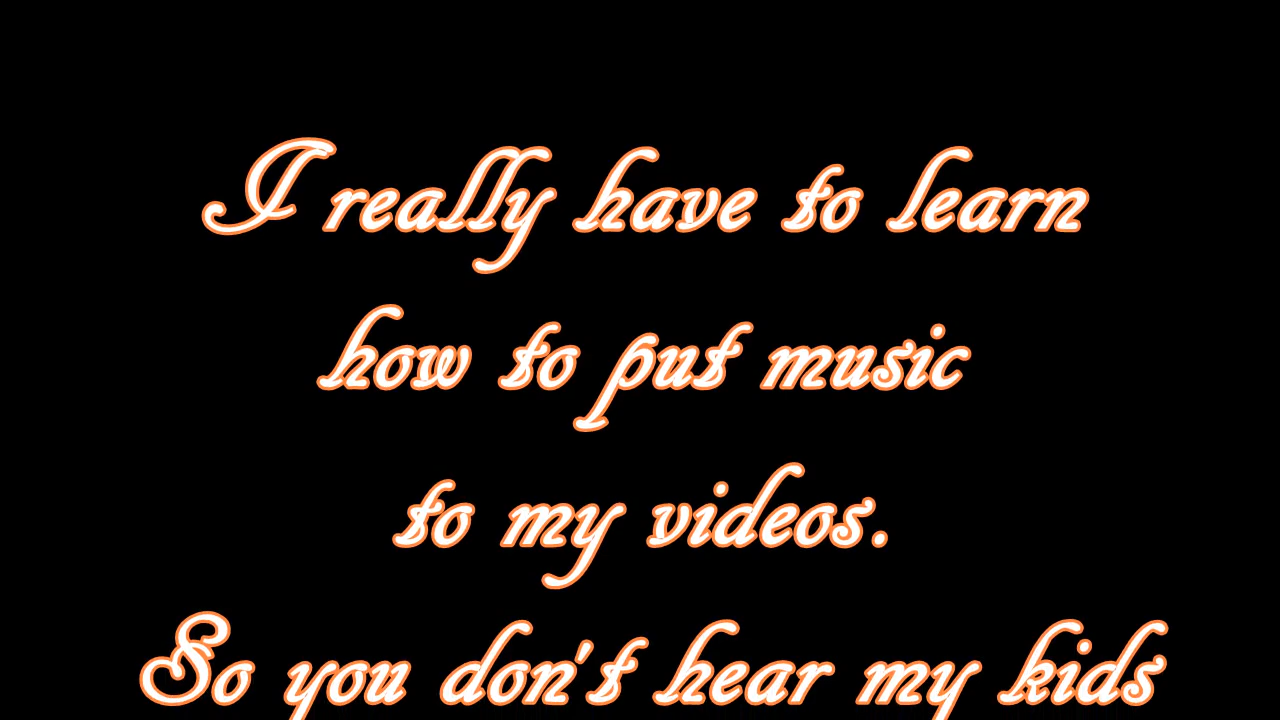 I really have to learn
how to put music
to my videos.
So you don't hear my kids